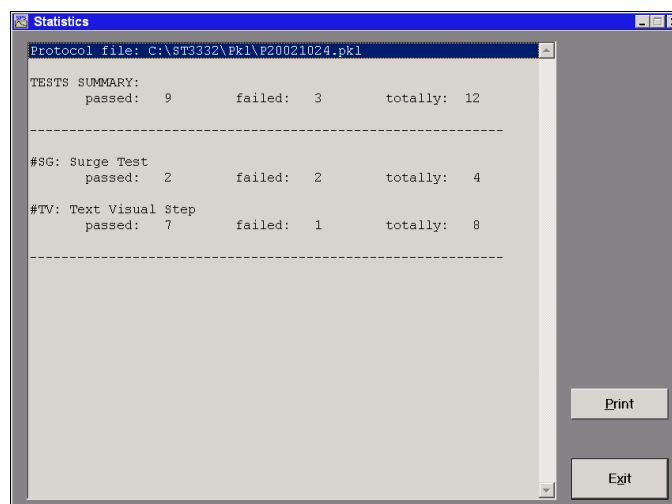 Statistics
Protocol file: C:\ST3332\Pkl\P20021024.pkl
TESTS SUMMARY:
passed: 9 failed: 3 totally: 12
------------------------------------------------------------
#SG: Surge Test
passed: 2 failed: 2 totally: 4
#TV: Text Visual Step
passed: 7 failed: 1 totally: 8
------------------------------------------------------------
Print
Exit